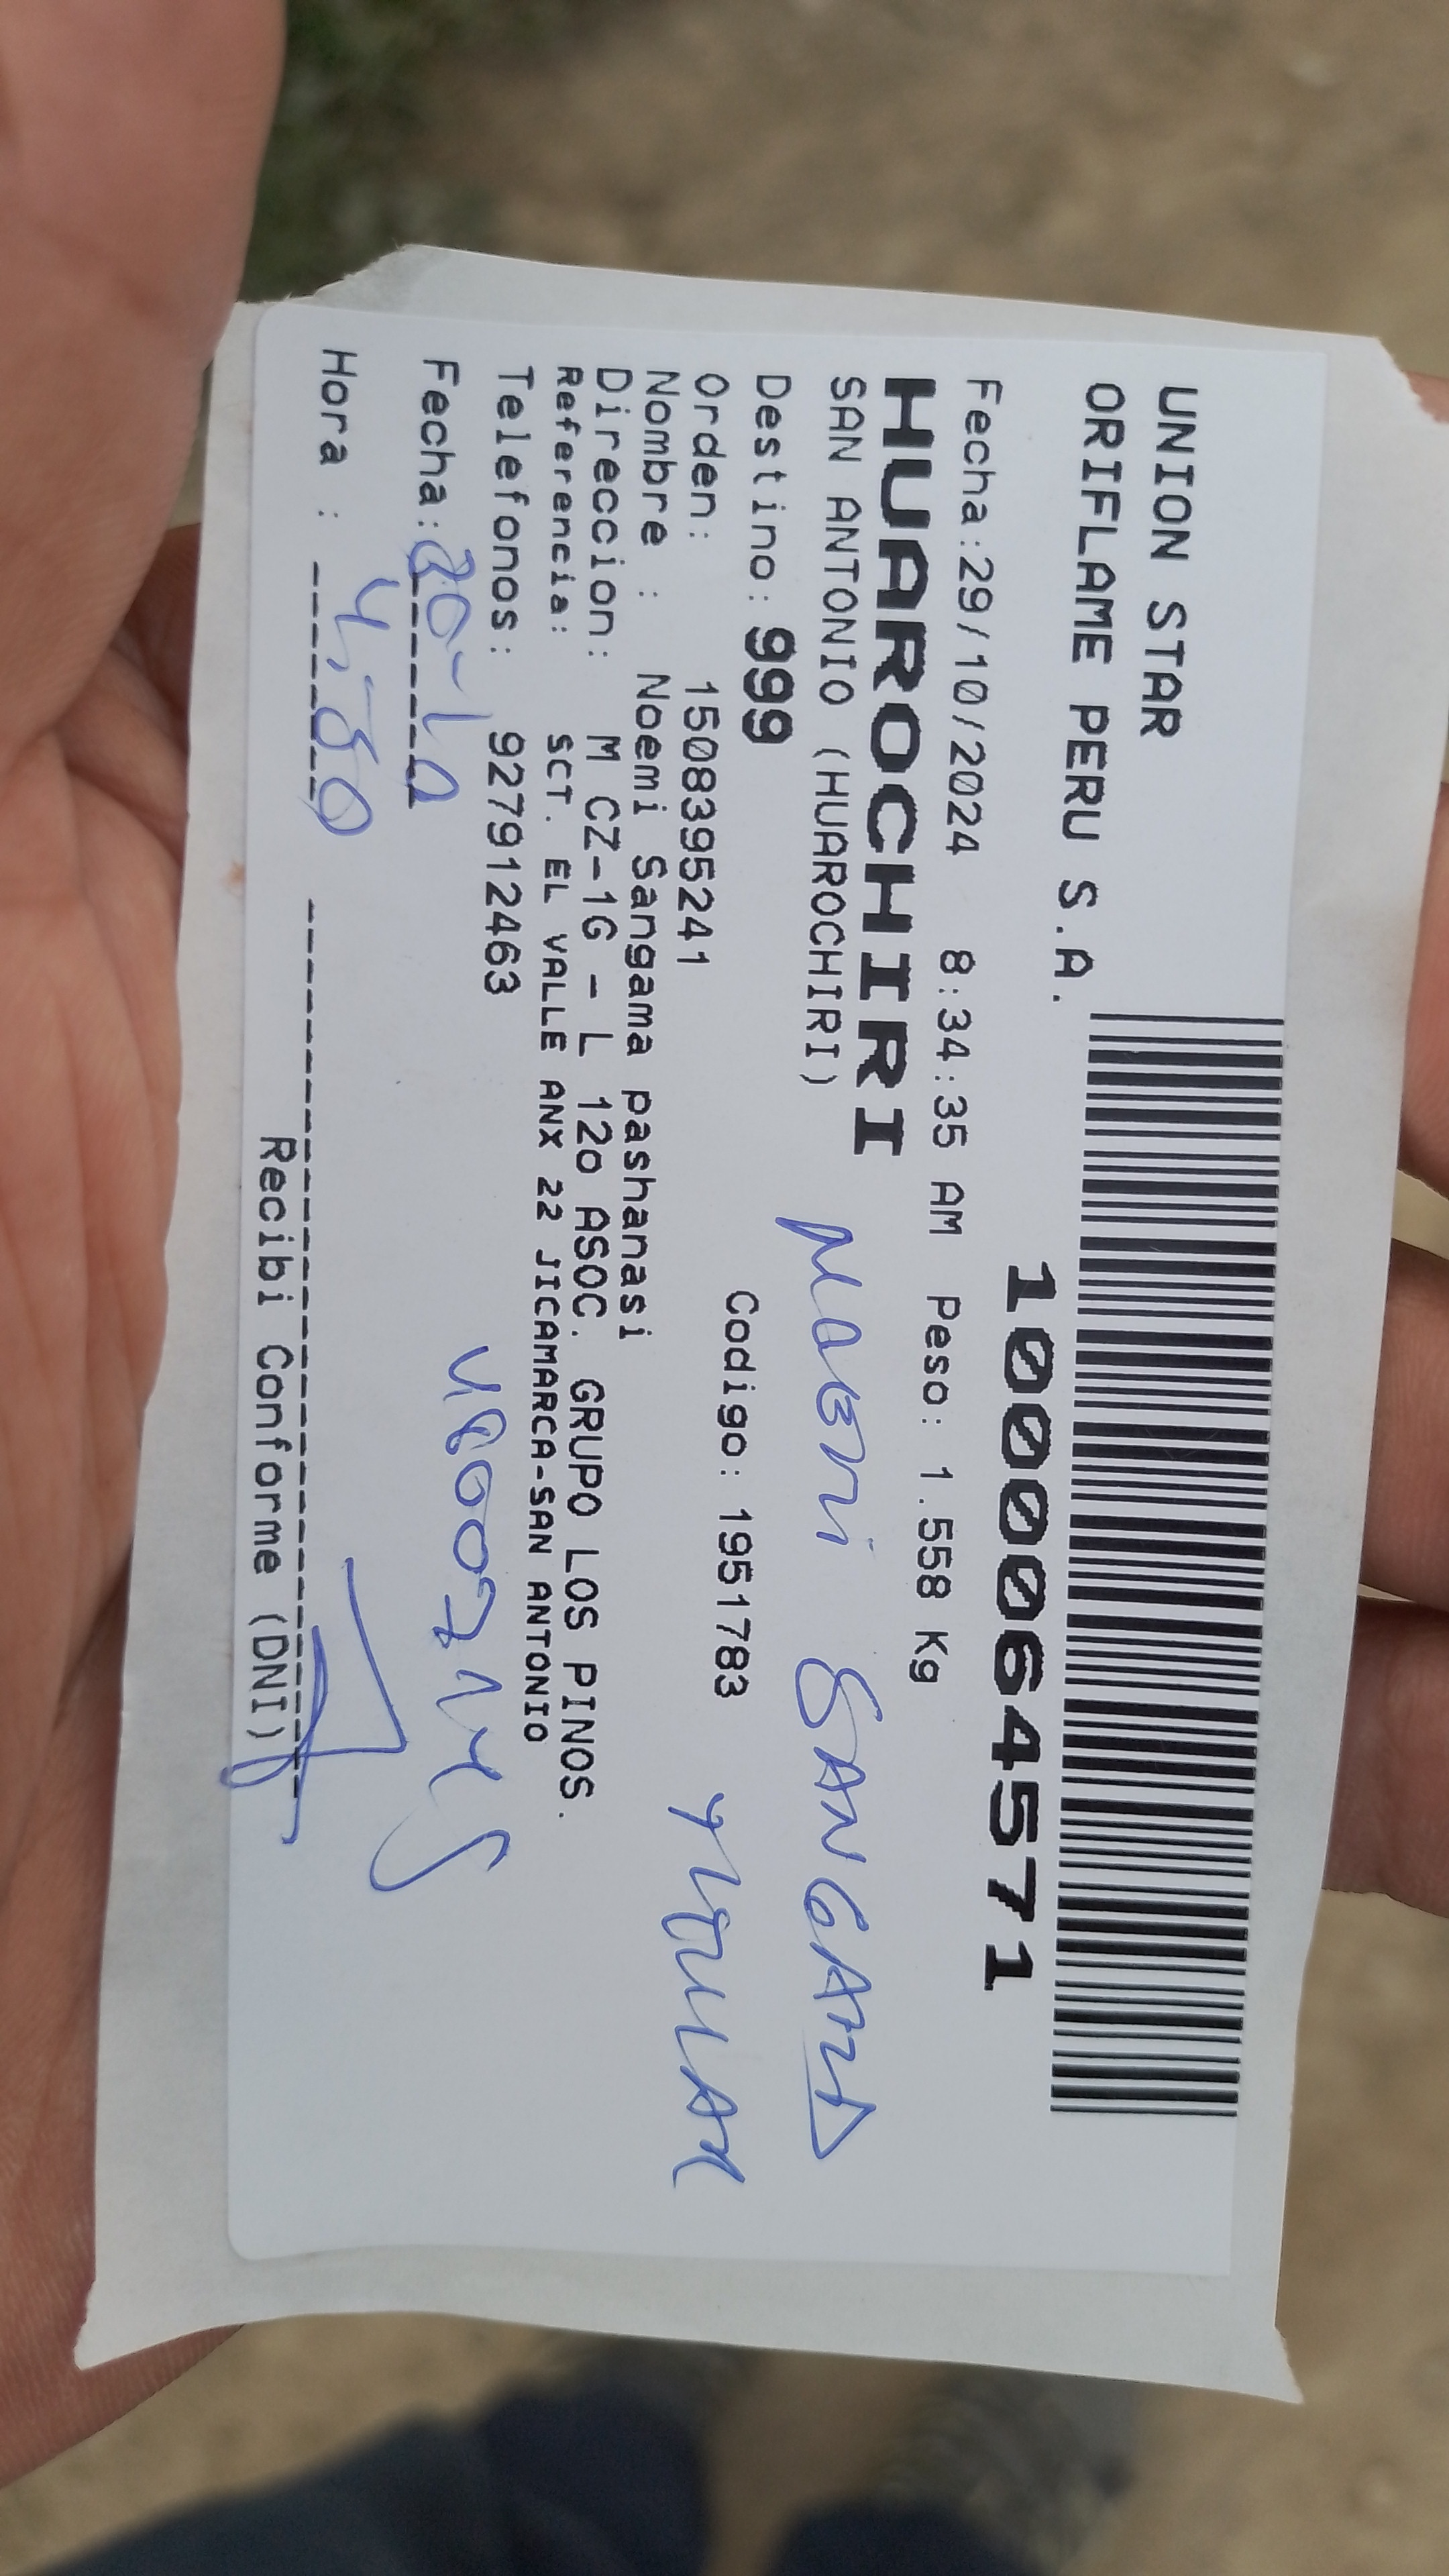 UNION STAR
ORIFLAME PERU S.A.
1000064571
Fecha:29/10/2024 8:34:35 AM Peso: 1.558 Kg
HUAROCHIRI
SAN ANTONIO (HUAROCHIRI)
SANGAMA
Destino: 999 Codigo: 1951783
Orden: 1508395241
Nombre : Noemi Sangama pashanasi
Direccion: M CZ-1G - L 12o ASOC. GRUPO LOS PINOS.
Referencia: SCT. EL VALLE ANX 22 JICAMARCA-SAN ANTONIO
Telefonos: 927912463
Fecha: 30-10
Hora : 4:50
Recibi Conforme (DNI)